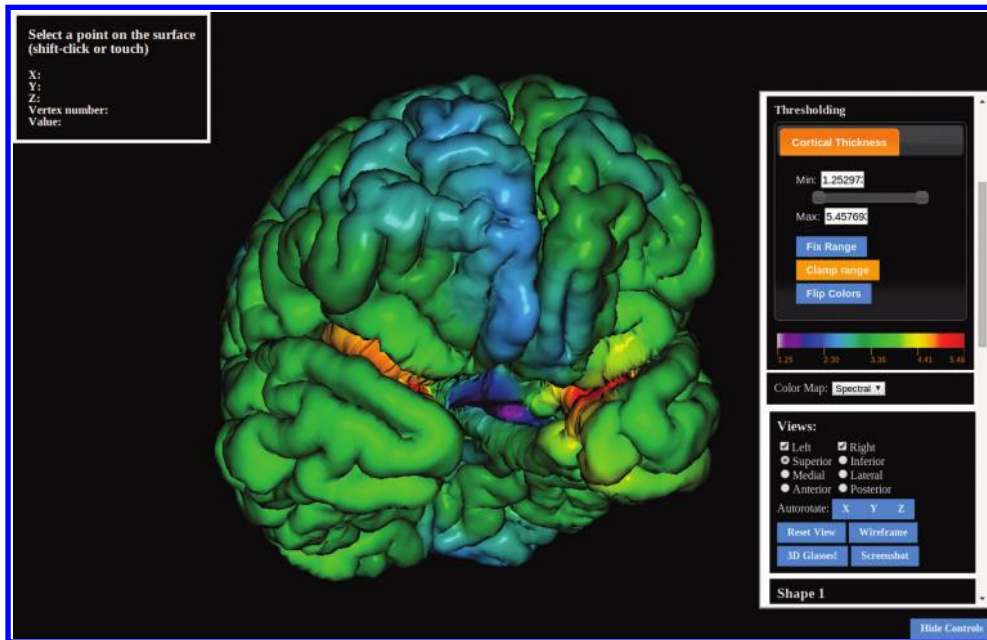 Select a point on the surface
(shift-click or touch)
X:
Y:
Z:
Vertex number:
Value:
Thresholding
Cortical Thickness
Min: 1.252973
Max: 5.457693
Fix Range
Clamp range
Flip Colors
1.25 2.30 3.36 4.41 5.46
Color Map: Spectral
Views:
Left Right
Superior Inferior
Medial Lateral
Anterior Posterior
Autorotate: X Y Z
Reset View Wireframe
3D Glasses! Screenshot
Shape 1
Hide Controls